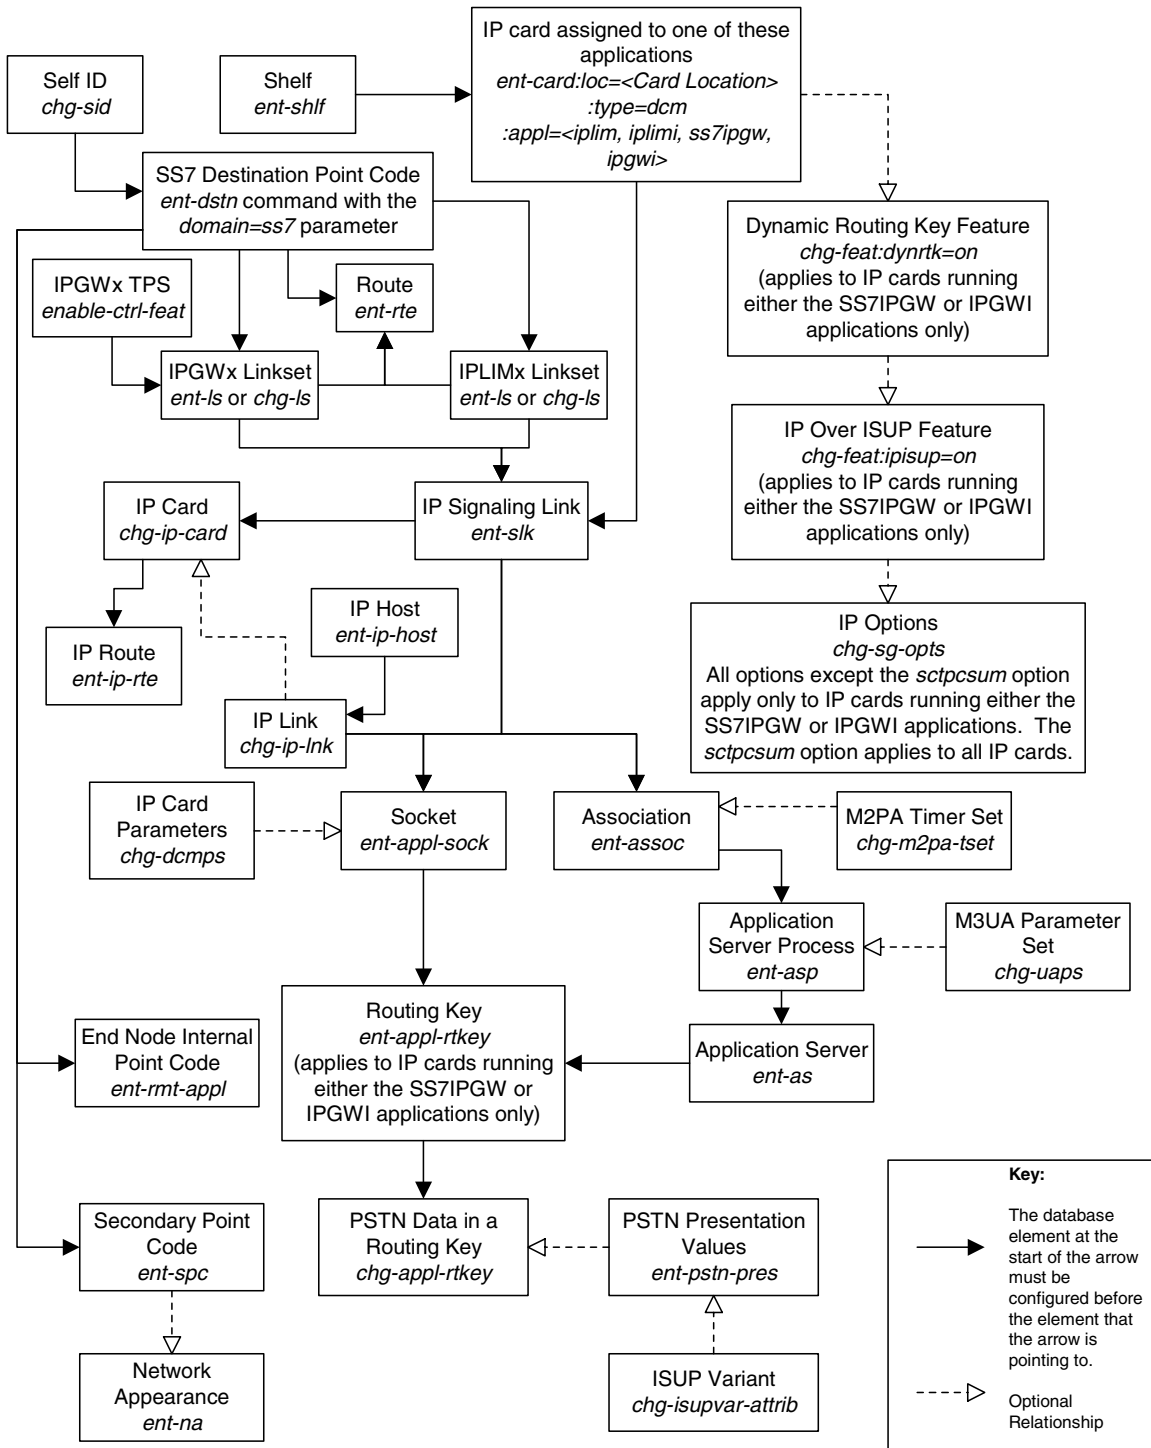 IP card assigned to one of these
applications
ent-card:loc=<Card Location>
:type=dcm
:appl=<iplim, iplimi, ss7ipgw,
ipgwi>
Self ID
chg-sid
Shelf
ent-shlf
SS7 Destination Point Code
ent-dstn command with the
domain=ss7 parameter
Dynamic Routing Key Feature
chg-feat:dynrtk=on
(applies to IP cards running
either the SS7IPGW or IPGWI
applications only)
IPGWx TPS
enable-ctrl-feat
Route
ent-rte
IPGWx Linkset
ent-ls or chg-ls
IPLIMx Linkset
ent-ls or chg-ls
IP Over ISUP Feature
chg-feat:ipisup=on
(applies to IP cards running
either the SS7IPGW or IPGWI
applications only)
IP Card
chg-ip-card
IP Signaling Link
ent-slk
IP Host
ent-ip-host
IP Route
ent-ip-rte
IP Options
chg-sg-opts
All options except the sctpcsum option
apply only to IP cards running either the
SS7IPGW or IPGWI applications. The
sctpcsum option applies to all IP cards.
IP Link
chg-ip-lnk
IP Card
Parameters
chg-dcmps
Socket
ent-appl-sock
Association
ent-assoc
M2PA Timer Set
chg-m2pa-tset
Application
Server Process
ent-asp
M3UA Parameter
Set
chg-uaps
Routing Key
ent-appl-rtkey
(applies to IP cards running
either the SS7IPGW or
IPGWI applications only)
End Node Internal
Point Code
ent-rmt-appl
Application Server
ent-as
Secondary Point
Code
ent-spc
PSTN Data in a
Routing Key
chg-appl-rtkey
PSTN Presentation
Values
ent-pstn-pres
Network
Appearance
ent-na
ISUP Variant
chg-isupvar-attrib
Key:
The database
element at the
start of the arrow
must be
configured before
the element that
the arrow is
pointing to.
Optional
Relationship